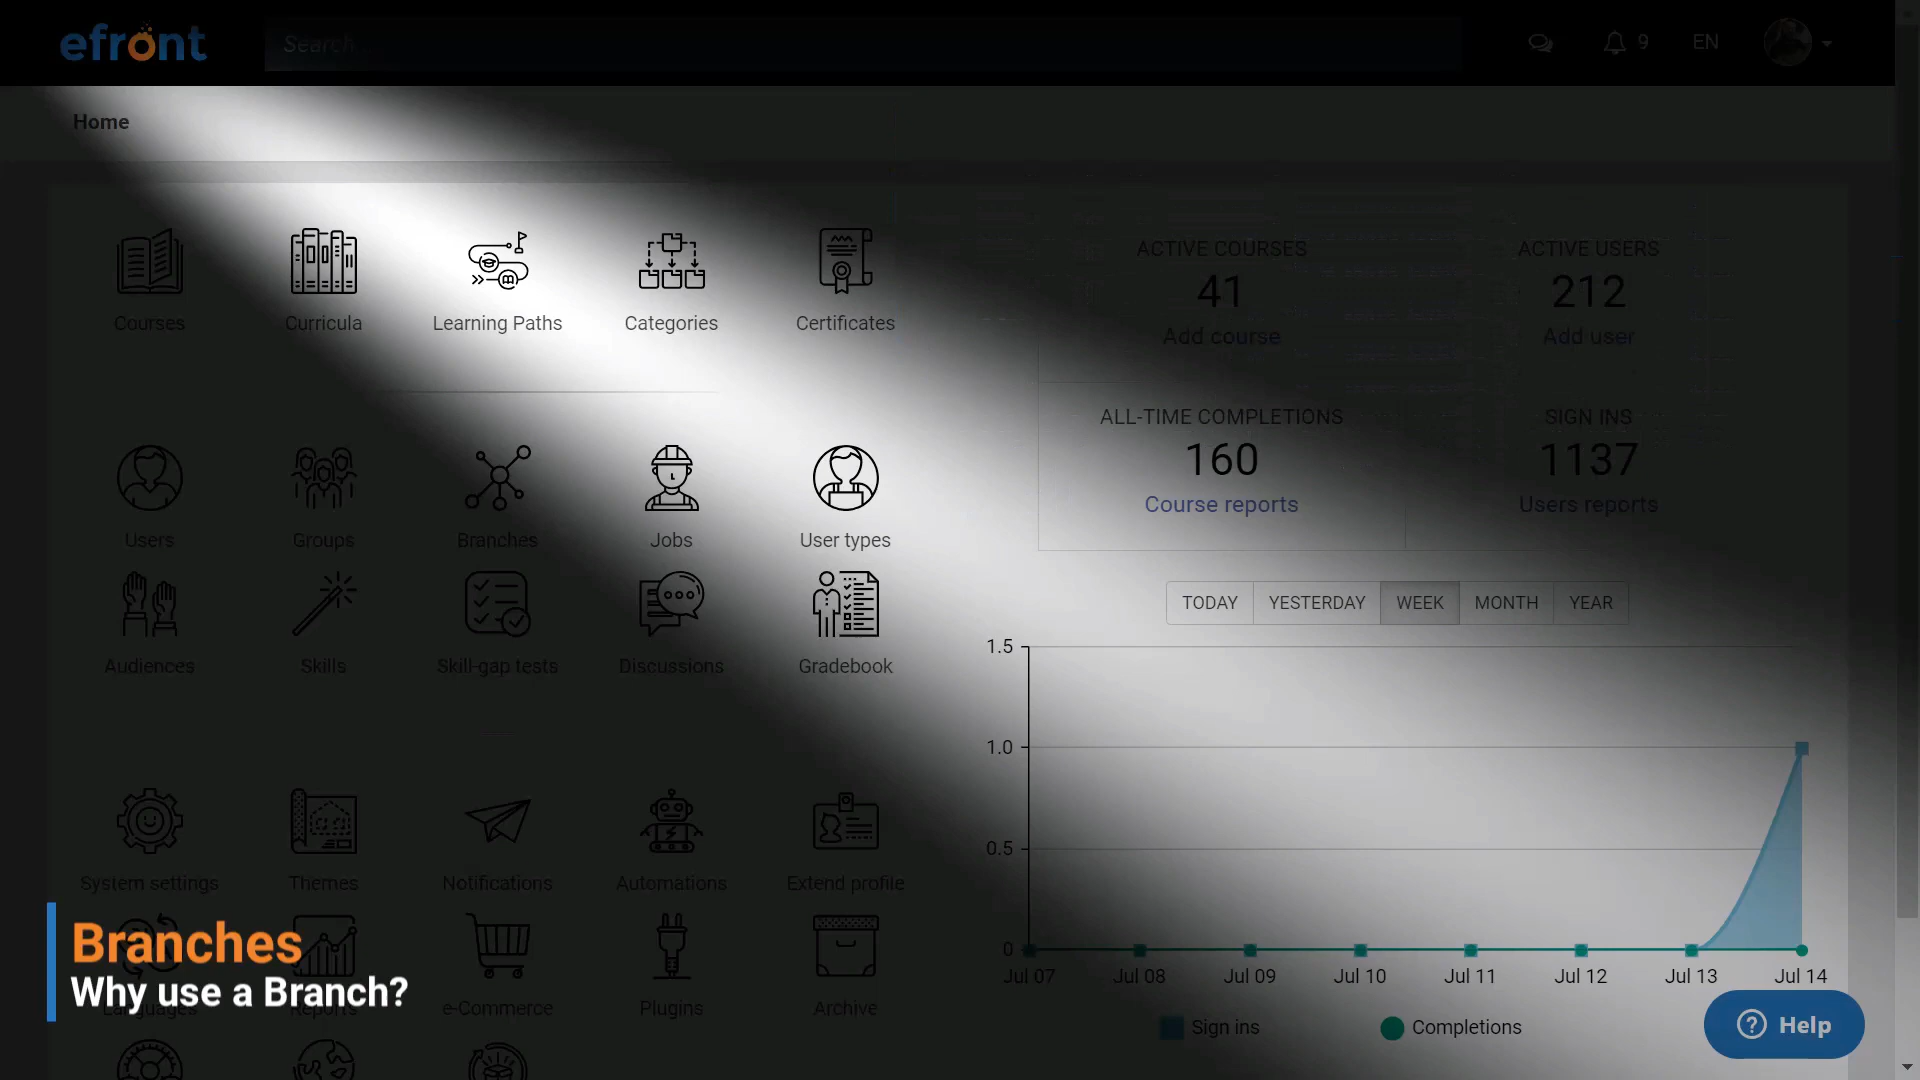 efront
Search
9
EN
Home
Courses
Curricula
Learning Paths
Categories
Certificates
ACTIVE COURSES
41
Add course
ACTIVE USERS
212
Add user
ALL-TIME COMPLETIONS
160
Course reports
SIGN INS
1137
Users reports
Users
Groups
Branches
Jobs
User types
Audiences
Skills
Skill-gap tests
Discussions
Gradebook
TODAY
YESTERDAY
WEEK
MONTH
YEAR
1.5
1.0
0.5
0
Jul 07
Jul 08
Jul 09
Jul 10
Jul 11
Jul 12
Jul 13
Jul 14
Sign ins
Completions
System settings
Themes
Notifications
Automations
Extend profile
Languages
Reports
e-Commerce
Plugins
Archive
Branches
Why use a Branch?
Help